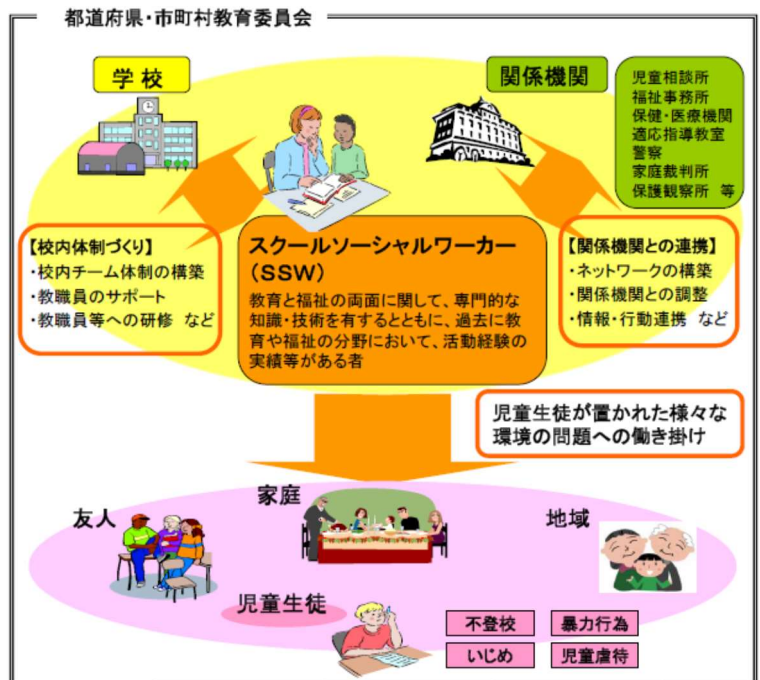 都道府県・市町村教育委員会
学校
関係機関
児童相談所
福祉事務所
保健・医療機関
適応指導教室
警察
家庭裁判所
保護観察所 等
【校内体制づくり】
・校内チーム体制の構築
・教職員のサポート
・教職員等への研修 など
スクールソーシャルワーカー
（ＳＳＷ）
教育と福祉の両面に関して、専門的な
知識・技術を有するとともに、過去に教
育や福祉の分野において、活動経験の
実績等がある者
【関係機関との連携】
・ネットワークの構築
・関係機関との調整
・情報・行動連携 など
児童生徒が置かれた様々な
環境の問題への働き掛け
家庭
友人
地域
児童生徒
不登校
暴力行為
いじめ
児童虐待